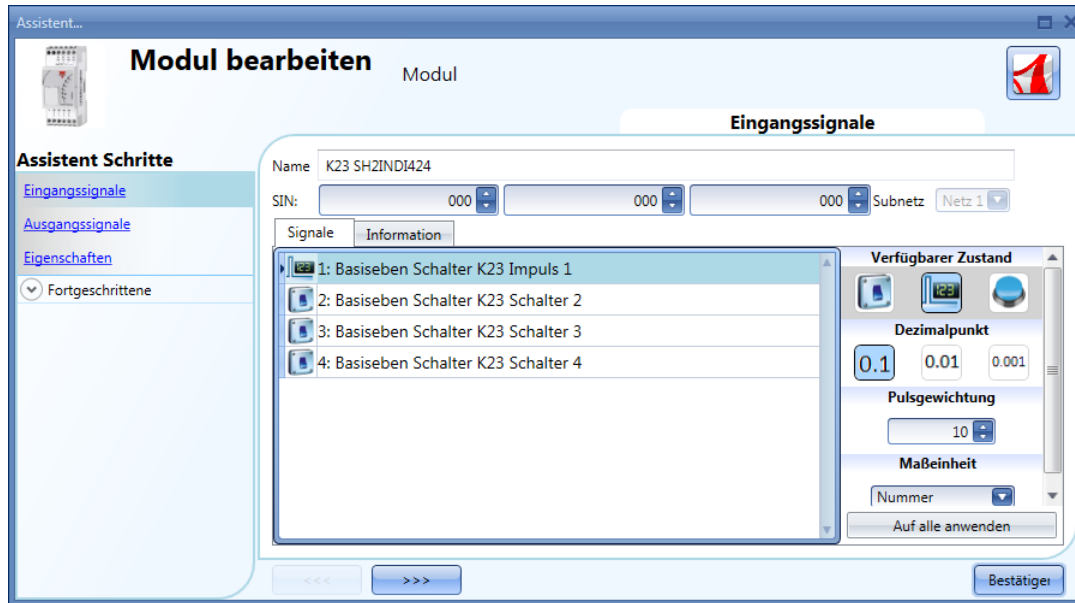 Assistent...
Modul bearbeiten Modul
Eingangssignale
Assistent Schritte
Eingangssignale
Ausgangssignale
Eigenschaften
Fortgeschrittene
Name K23 SH2INDI424
SIN: 000 000 000 Subnetz Netz 1
Signale Information
1: Basiseben Schalter K23 Impuls 1
2: Basiseben Schalter K23 Schalter 2
3: Basiseben Schalter K23 Schalter 3
4: Basiseben Schalter K23 Schalter 4
Verfügbarer Zustand
123
Dezimalpunkt
0.1 0.01 0.001
Pulsgewichtung
10
Maßeinheit
Nummer
Auf alle anwenden
<<< >>> Bestätiger